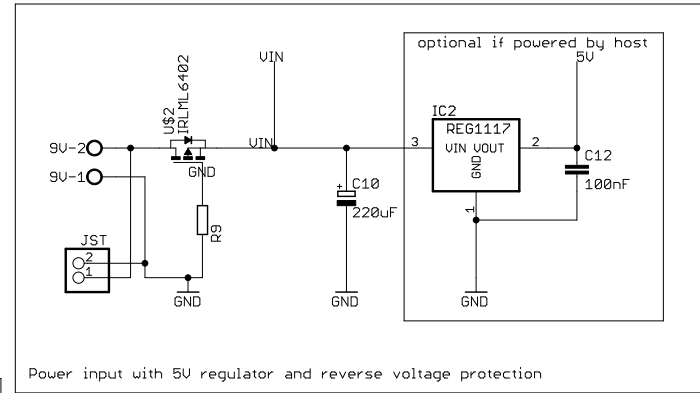 optional if powered by host
VIN
5V
U$2
IRLML6402
IC2
REG1117
9V-2
VIN
3
VIN VOUT
2
GND
GND
C12
100nF
9V-1
+
C10
220uF
R9
1
JST
2
1
GND
GND
GND
Power input with 5V regulator and reverse voltage protection